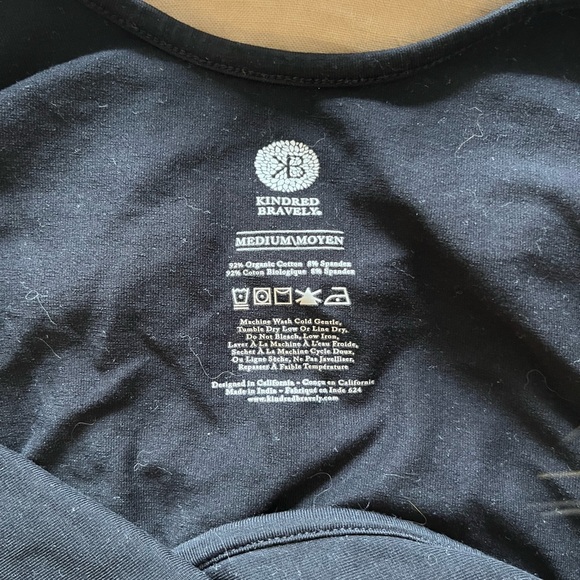 KB
KINDRED
BRAVELY®
MEDIUM\MOYEN
92% Organic Cotton 8% Spandex
92% Coton Biologique 8% Spandex
Machine Wash Cold Gentle,
Tumble Dry Low Or Line Dry,
Do Not Bleach, Low Iron,
Laver À La Machine À L'eau Froide,
Sécher À La Machine Cycle Doux,
Ou Ligne Sèche, Ne Pas Javelliser,
Repasser À Faible Température
Designed in California - Conçu en Californie
Made in India - Fabriqué en Inde 624
www.kindredbravely.com